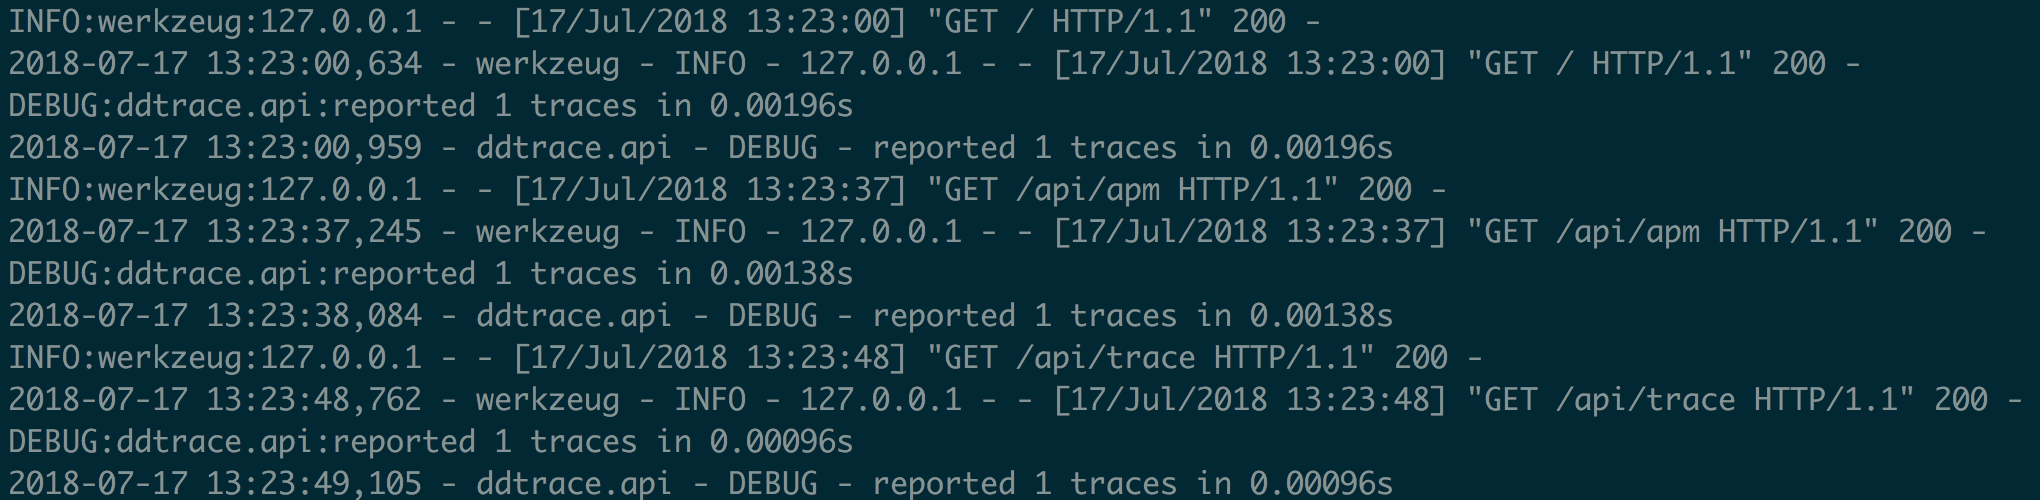 INFO:werkzeug:127.0.0.1 - - [17/Jul/2018 13:23:00] "GET / HTTP/1.1" 200 -
2018-07-17 13:23:00,634 - werkzeug - INFO - 127.0.0.1 - - [17/Jul/2018 13:23:00] "GET / HTTP/1.1" 200 -
DEBUG:ddtrace.api:reported 1 traces in 0.00196s
2018-07-17 13:23:00,959 - ddtrace.api - DEBUG - reported 1 traces in 0.00196s
INFO:werkzeug:127.0.0.1 - - [17/Jul/2018 13:23:37] "GET /api/apm HTTP/1.1" 200 -
2018-07-17 13:23:37,245 - werkzeug - INFO - 127.0.0.1 - - [17/Jul/2018 13:23:37] "GET /api/apm HTTP/1.1" 200 -
DEBUG:ddtrace.api:reported 1 traces in 0.00138s
2018-07-17 13:23:38,084 - ddtrace.api - DEBUG - reported 1 traces in 0.00138s
INFO:werkzeug:127.0.0.1 - - [17/Jul/2018 13:23:48] "GET /api/trace HTTP/1.1" 200 -
2018-07-17 13:23:48,762 - werkzeug - INFO - 127.0.0.1 - - [17/Jul/2018 13:23:48] "GET /api/trace HTTP/1.1" 200 -
DEBUG:ddtrace.api:reported 1 traces in 0.00096s
2018-07-17 13:23:49,105 - ddtrace.api - DEBUG - reported 1 traces in 0.00096s